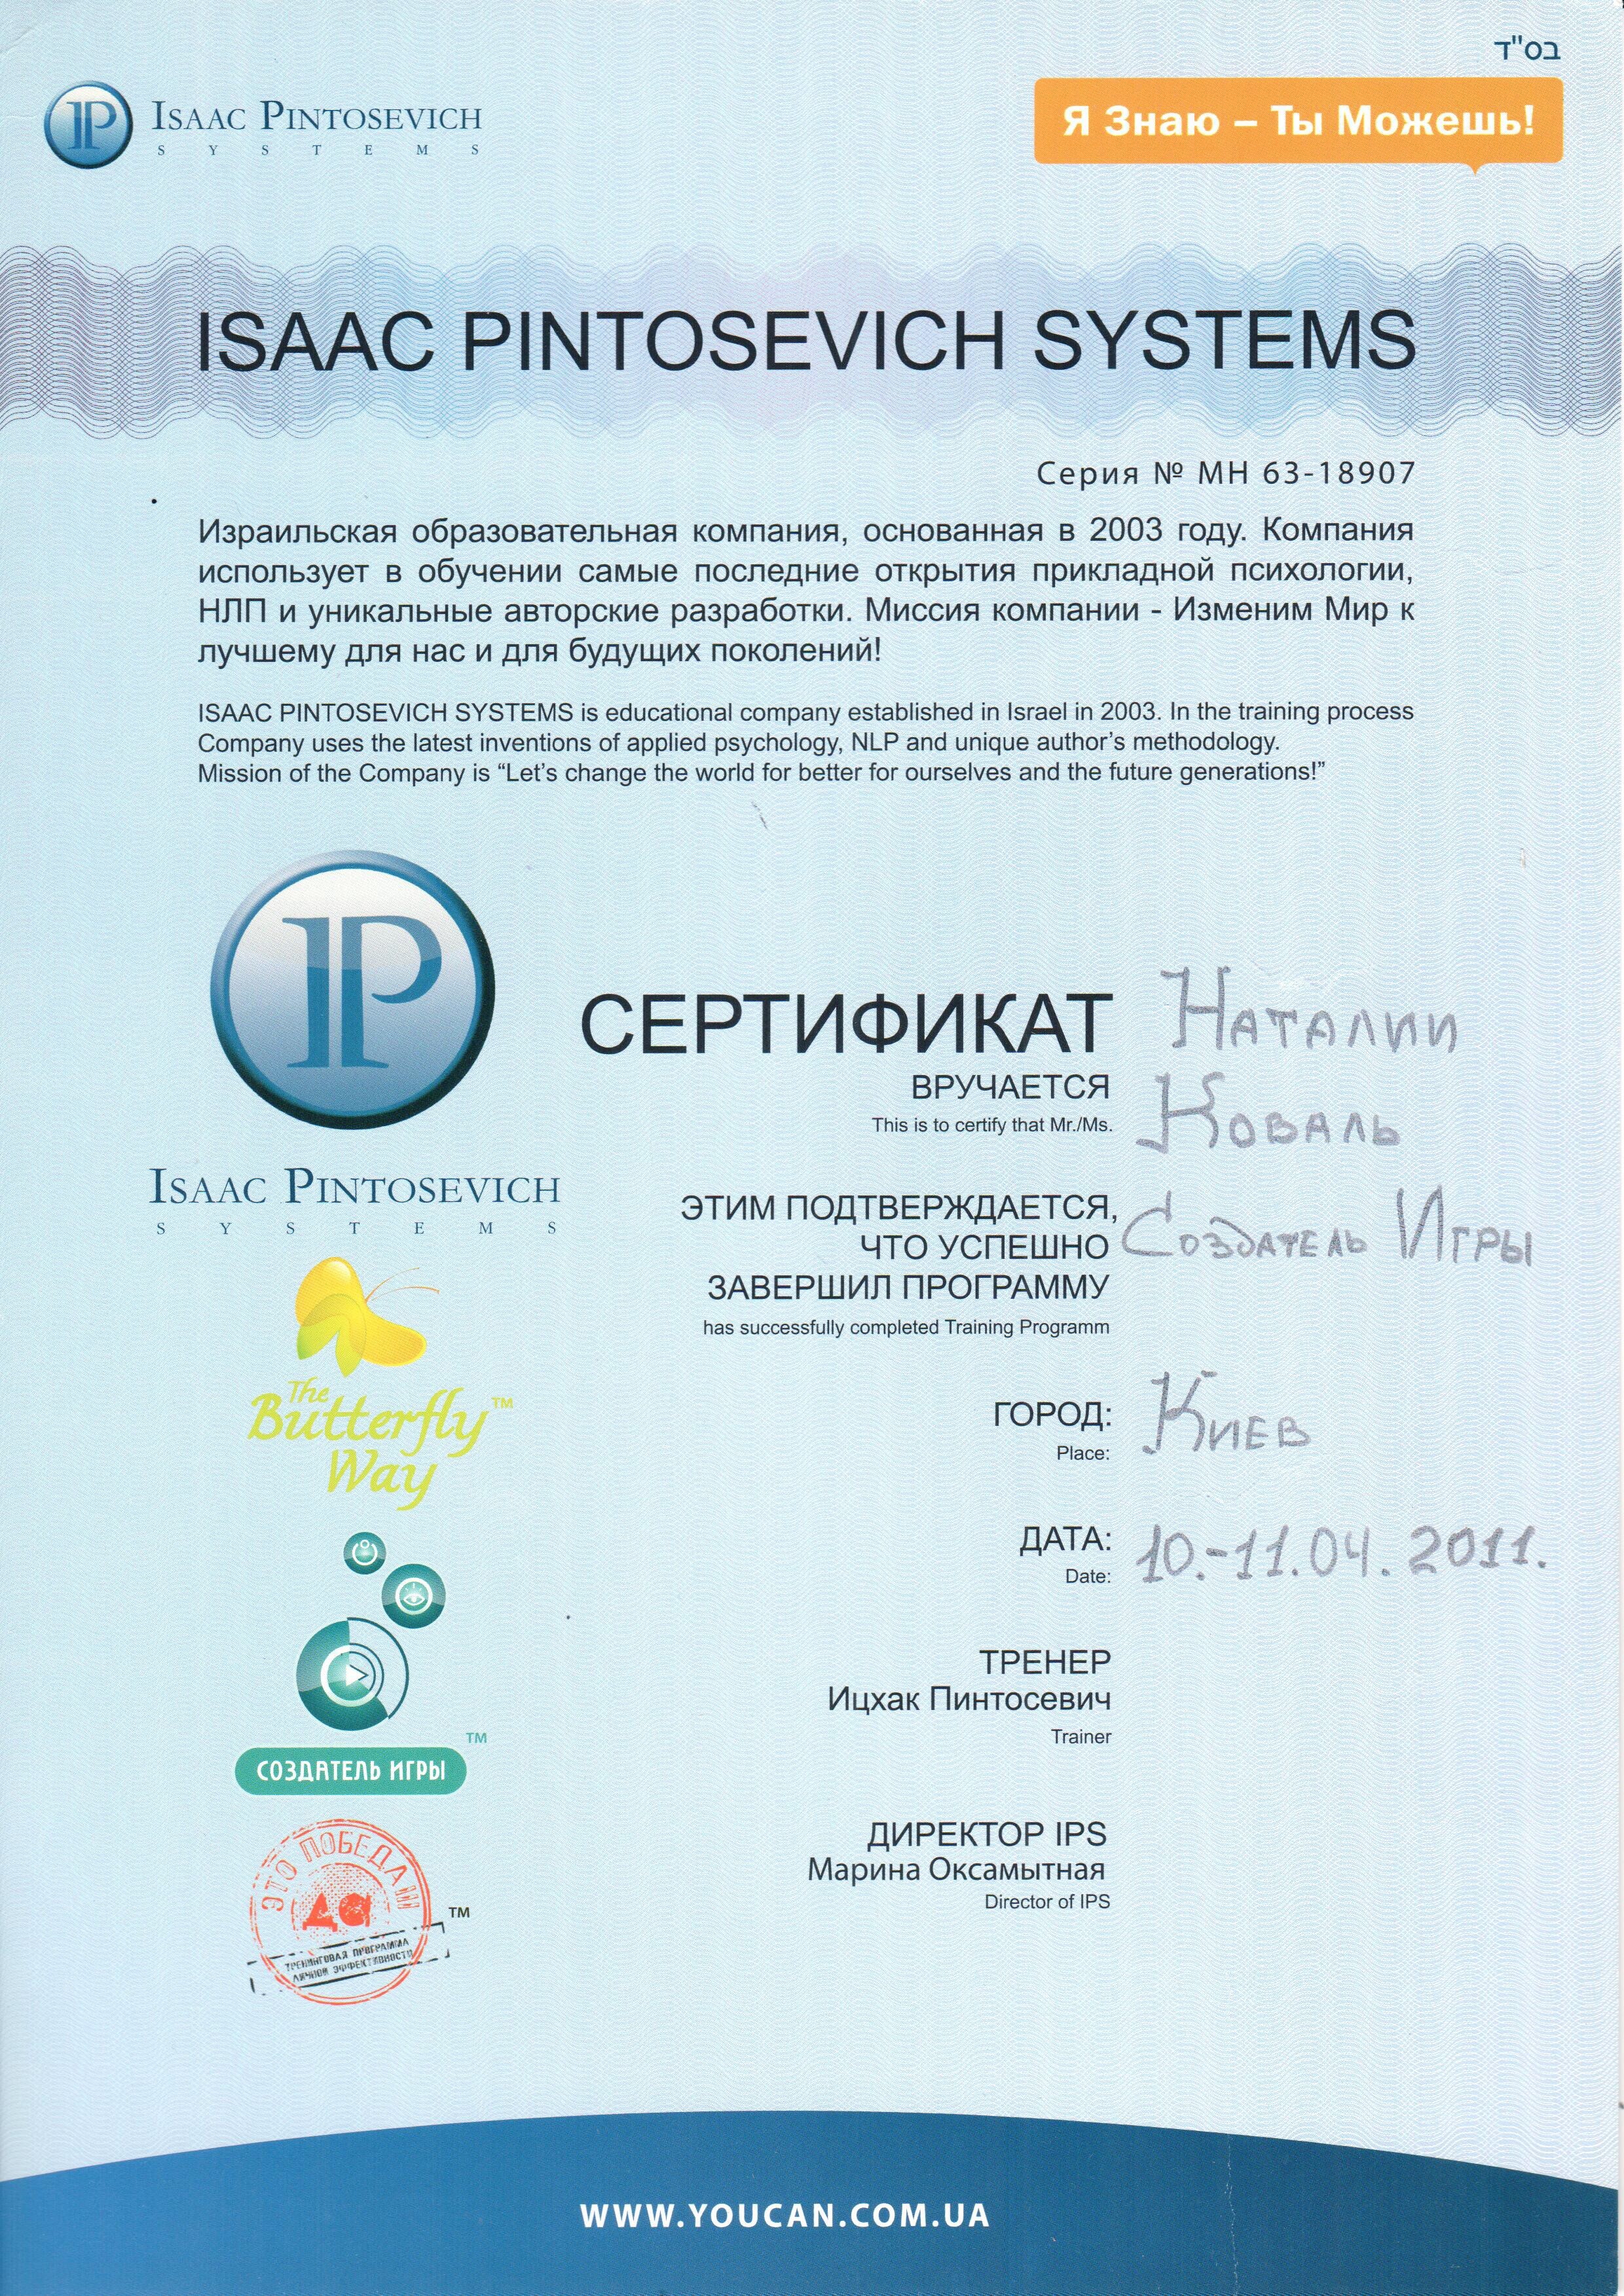 בס"ד
ISAAC PINTOSEVICH
SYSTEMS
Я Знаю – Ты Можешь!
ISAAC PINTOSEVICH SYSTEMS
Серия № МН 63-18907
Израильская образовательная компания, основанная в 2003 году. Компания
использует в обучении самые последние открытия прикладной психологии,
НЛП и уникальные авторские разработки. Миссия компании - Изменим Мир к
лучшему для нас и для будущих поколений!
ISAAC PINTOSEVICH SYSTEMS is educational company established in Israel in 2003. In the training process
Company uses the latest inventions of applied psychology, NLP and unique author’s methodology.
Mission of the Company is “Let’s change the world for better for ourselves and the future generations!”
IP
ISAAC PINTOSEVICH
SYSTEMS
СЕРТИФИКАТ Наталии
ВРУЧАЕТСЯ
This is to certify that Mr./Ms. Коваль
ЭТИМ ПОДТВЕРЖДАЕТСЯ,
ЧТО УСПЕШНО Создатель Игры
ЗАВЕРШИЛ ПРОГРАММУ
has successfully completed Training Programm
The
Butterfly™
Way
ГОРОД: Киев
Place:
ДАТА: 10.-11.04.2011.
Date:
ТРЕНЕР
Ицхак Пинтосевич
Trainer
СОЗДАТЕЛЬ ИГРЫ™
ДИРЕКТОР IPS
Марина Оксамытная
Director of IPS
ЭТО ПОБЕДА!!!
ДА
ТРЕНИНГОВАЯ ПРОГРАММА
ЛИЧНОЙ ЭФФЕКТИВНОСТИ
™
WWW.YOUCAN.COM.UA